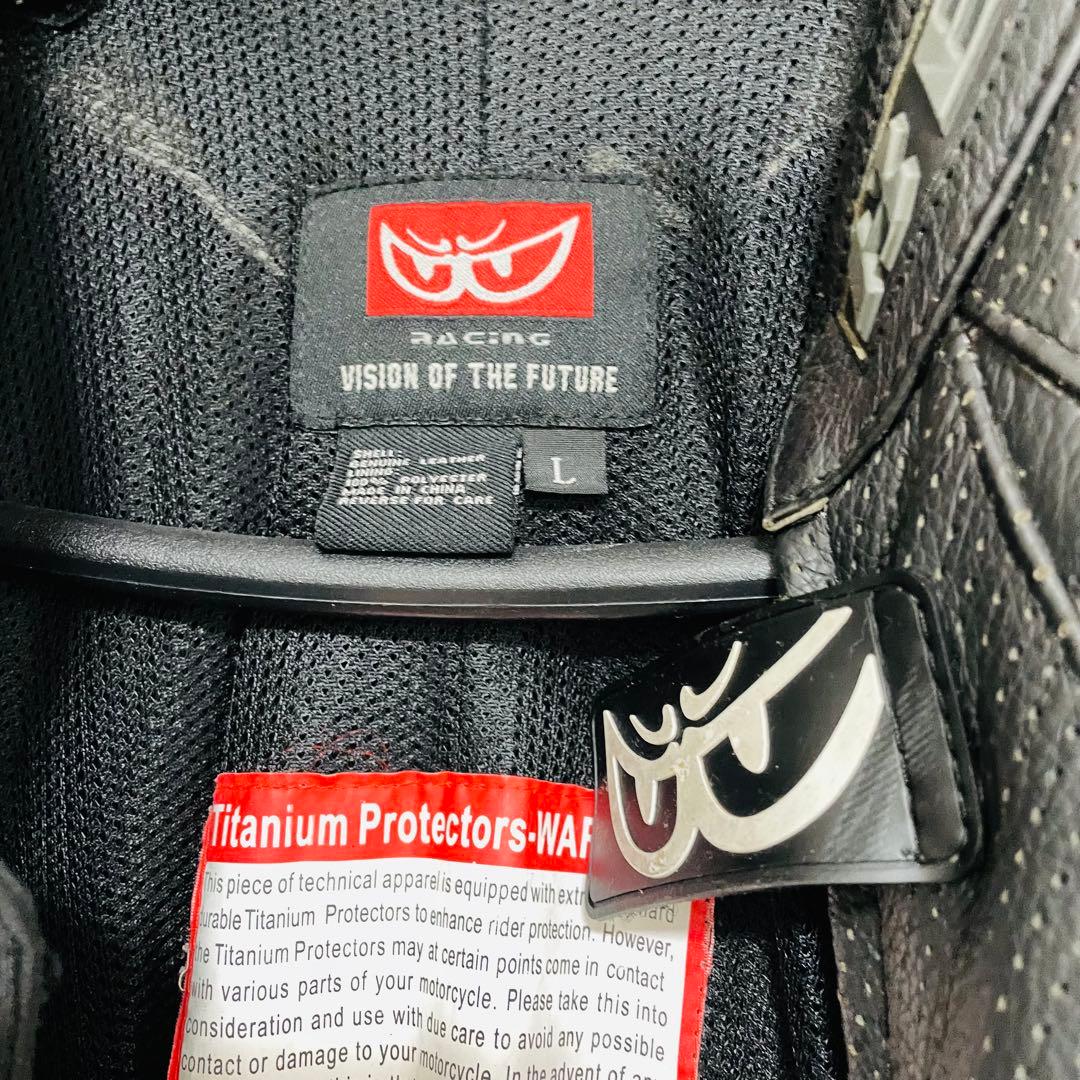 RACING
VISION OF THE FUTURE
SHELL:
GENUINE LEATHER
LINING:
100% POLYESTER
MADE IN CHINA
REVERSE FOR CARE
L
Titanium Protectors-WAR
This piece of technical apparel is equipped with extr hard
durable Titanium Protectors to enhance rider protection. However,
the Titanium Protectors may at certain points come in contact
with various parts of your motorcycle. Please take this into
consideration and use with due care to avoid any possible
contact or damage to your motorcycle. In the advent of